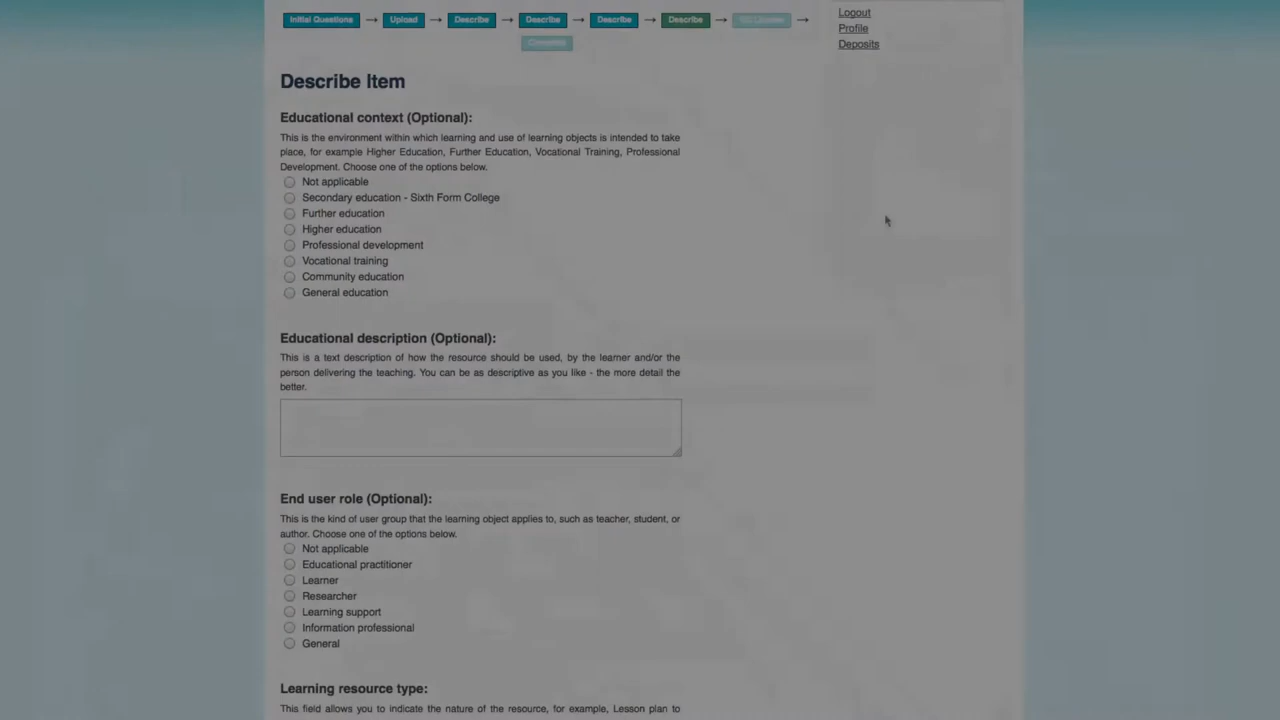 Initial Questions → Upload → Describe → Describe → Describe → Describe → CC License →
Complete
Logout
Profile
Deposits
Describe Item
Educational context (Optional):
This is the environment within which learning and use of learning objects is intended to take
place, for example Higher Education, Further Education, Vocational Training, Professional
Development. Choose one of the options below.
Not applicable
Secondary education - Sixth Form College
Further education
Higher education
Professional development
Vocational training
Community education
General education
Educational description (Optional):
This is a text description of how the resource should be used, by the learner and/or the
person delivering the teaching. You can be as descriptive as you like - the more detail the
better.
End user role (Optional):
This is the kind of user group that the learning object applies to, such as teacher, student, or
author. Choose one of the options below.
Not applicable
Educational practitioner
Learner
Researcher
Learning support
Information professional
General
Learning resource type:
This field allows you to indicate the nature of the resource, for example, Lesson plan to